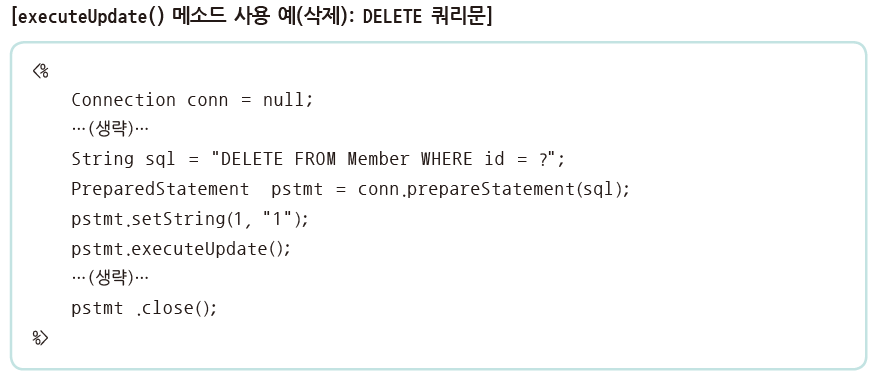 [executeUpdate() 메소드 사용 예(삭제): DELETE 쿼리문]
<%
Connection conn = null;
…(생략)…
String sql = "DELETE FROM Member WHERE id = ?";
PreparedStatement  pstmt = conn.prepareStatement(sql);
pstmt.setString(1, "1");
pstmt.executeUpdate();
…(생략)…
pstmt .close();
%>